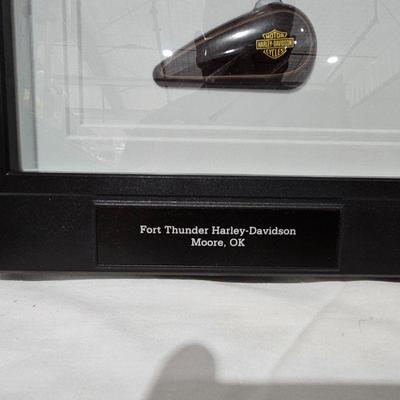 MOTOR
HARLEY-DAVIDSON
CYCLES
Fort Thunder Harley-Davidson
Moore, OK